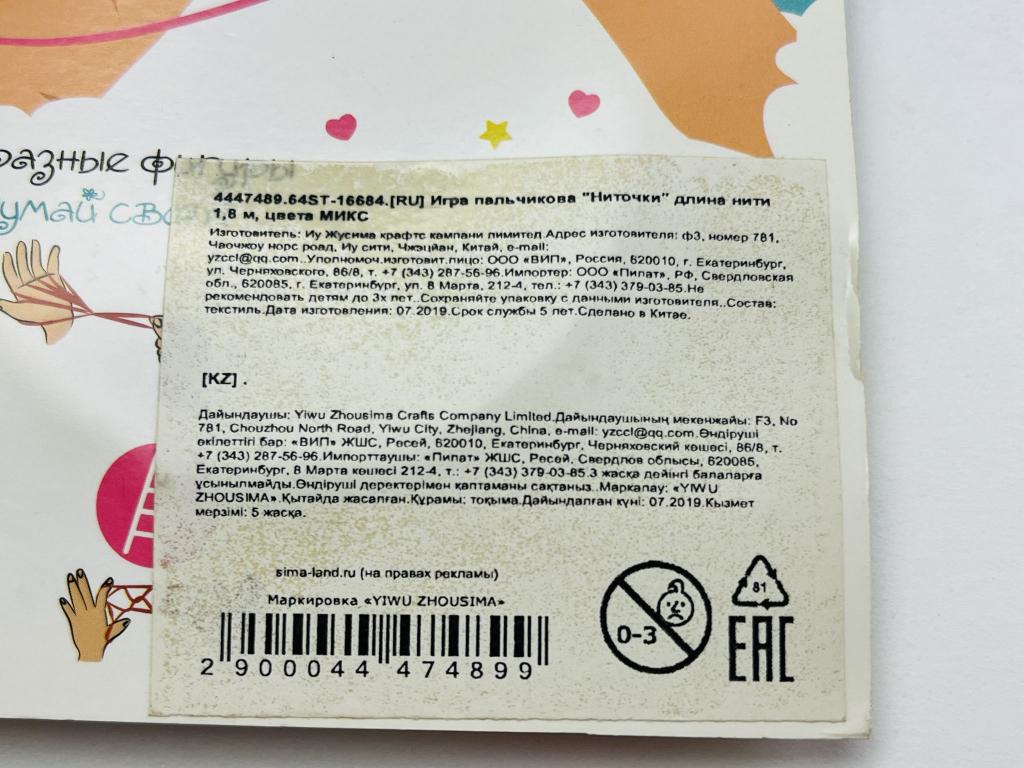 разные фигуры
умай сво
4447489.64ST-16684.[RU] Игра пальчикова "Ниточки" длина нити
1,8 м, цвета МИКС
Изготовитель: Иу Жусима крафтс кампани лимитед.Адрес изготовителя: ф3, номер 781,
Чаочжоу норс роад, Иу сити, Чжэцйан, Китай, e-mail:
yzccl@qq.com..Уполномоч.изготовит.лицо: ООО «ВИП», Россия, 620010, г. Екатеринбург,
ул. Черняховского, 86/8, т. +7 (343) 287-56-96.Импортер: ООО «Пилат», РФ, Свердловская
обл., 620085, г. Екатеринбург, ул. 8 Марта, 212-4, тел.: +7 (343) 379-03-85.Не
рекомендовать детям до 3х лет..Сохраняйте упаковку с данными изготовителя..Состав:
текстиль.Дата изготовления: 07.2019.Срок службы 5 лет.Сделано в Китае.
[KZ] .
Дайындаушы: Yiwu Zhousima Crafts Company Limited.Дайындаушының мекенжайы: F3, No
781, Chouzhou North Road, Yiwu City, Zhejiang, China, e-mail: yzccl@qq.com.Өндіруші
өкілеттігі бар: «ВИП» ЖШС, Ресей, 620010, Екатеринбург, Черняховский көшесі, 86/8, т.
+7 (343) 287-56-96.Импорттаушы: «Пилат» ЖШС, Ресей, Свердлов облысы, 620085,
Екатеринбург, 8 Марта көшесі 212-4, т.: +7 (343) 379-03-85.3 жасқа дейінгі балаларға
ұсынылмайды.Өндіруші деректерімен қаптаманы сақтаңыз..Маркалау: «YIWU
ZHOUSIMA».Қытайда жасалған.Құрамы: тоқыма.Дайындалған күні: 07.2019.Қызмет
мерзімі: 5 жасқа.
sima-land.ru (на правах рекламы)
Маркировка «YIWU ZHOUSIMA»
2 900044 474899
0-3
81
EAC